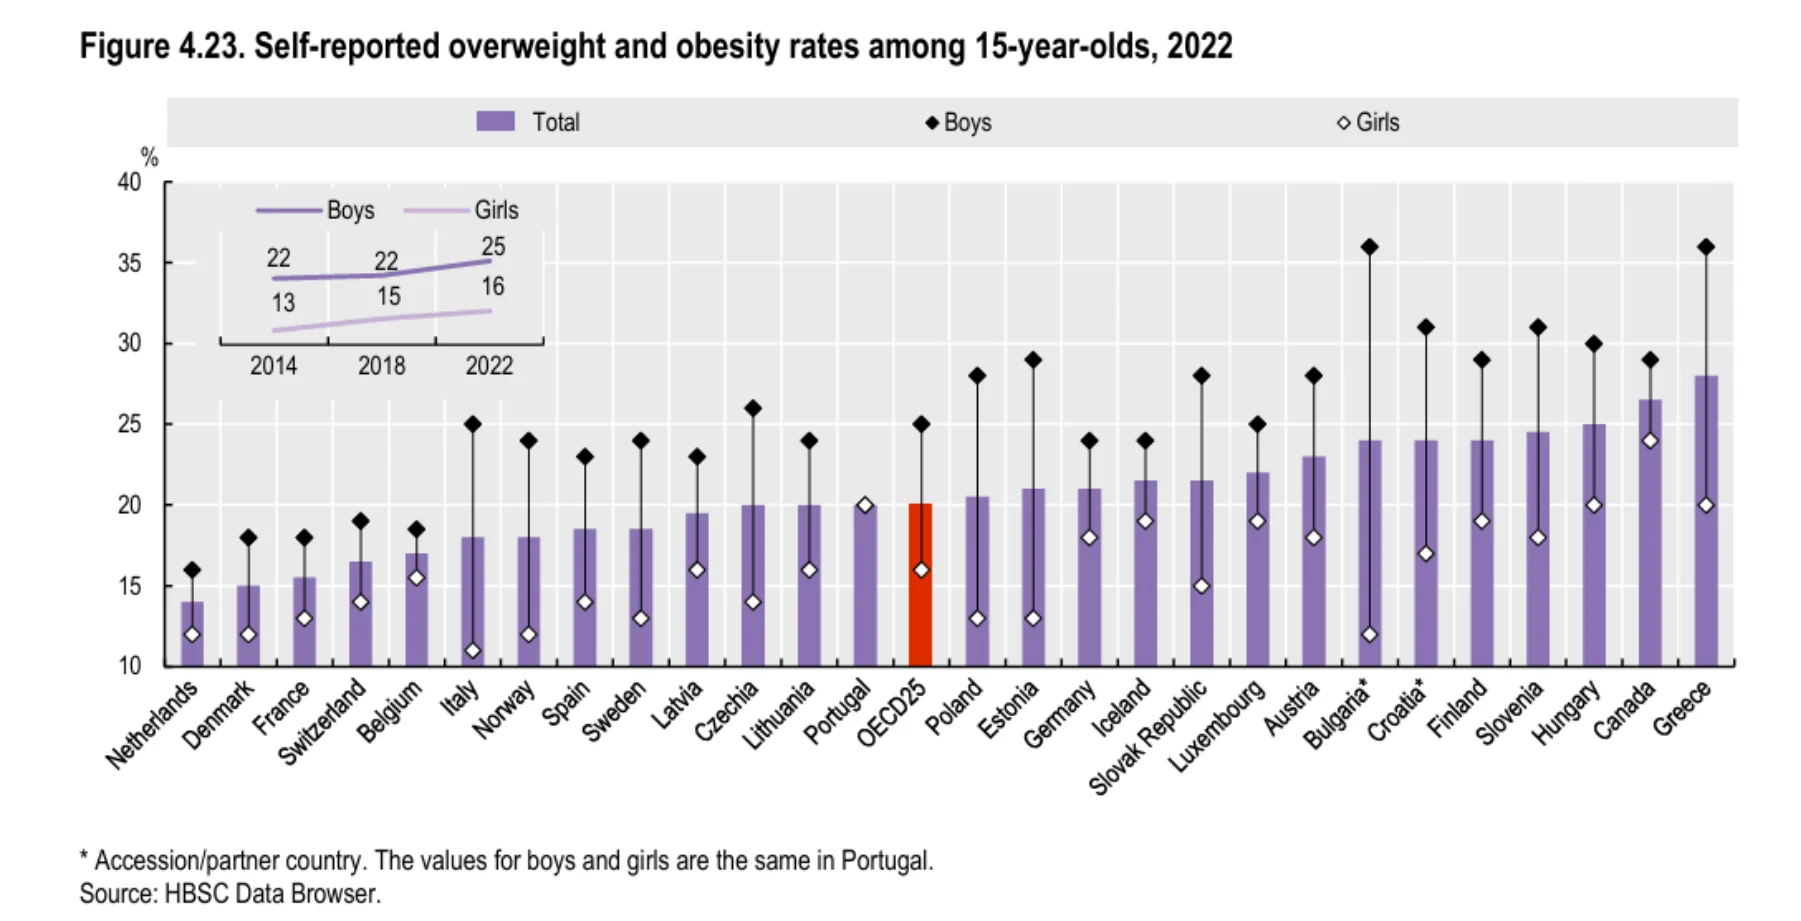 Figure 4.23. Self-reported overweight and obesity rates among 15-year-olds, 2022
Total Boys Girls
%
40
35
30
25
20
15
10
Boys Girls
22 22 25
13 15 16
2014 2018 2022
Netherlands
Denmark
France
Switzerland
Belgium
Italy
Norway
Spain
Sweden
Latvia
Czechia
Lithuania
Portugal
OECD25
Poland
Estonia
Germany
Iceland
Slovak Republic
Luxembourg
Austria
Bulgaria*
Croatia*
Finland
Slovenia
Hungary
Canada
Greece
* Accession/partner country. The values for boys and girls are the same in Portugal.
Source: HBSC Data Browser.